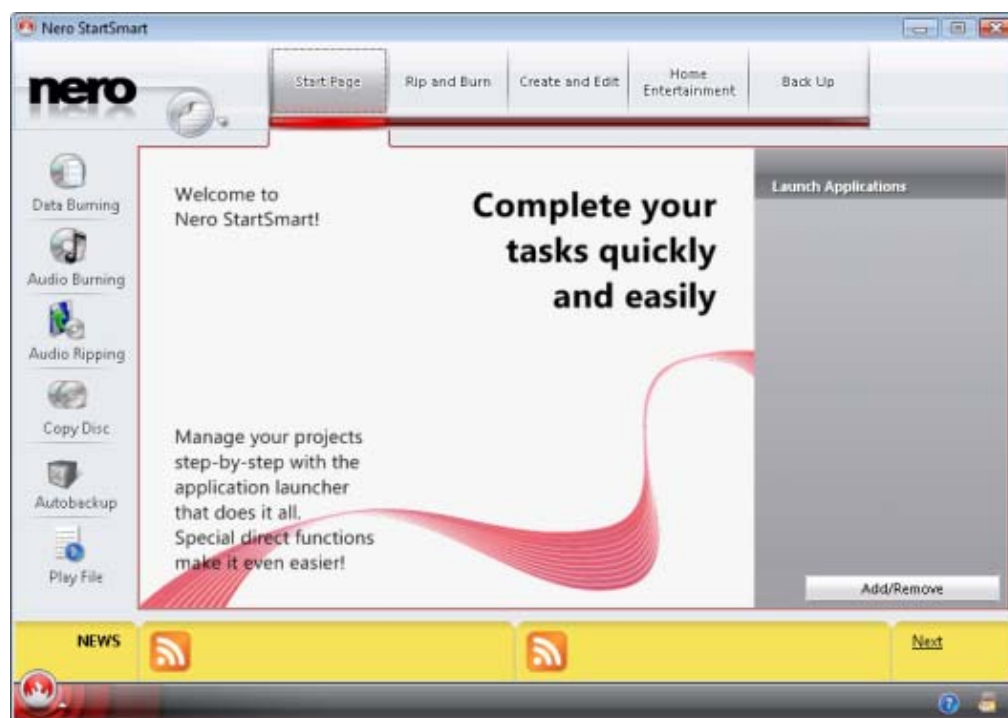 Nero StartSmart
nero
Start Page
Rip and Burn
Create and Edit
Home
Entertainment
Back Up
Data Burning
Audio Burning
Audio Ripping
Copy Disc
Autobackup
Play File
Welcome to
Nero StartSmart!
Complete your
tasks quickly
and easily
Manage your projects
step-by-step with the
application launcher
that does it all.
Special direct functions
make it even easier!
Launch Applications
Add/Remove
NEWS
Next